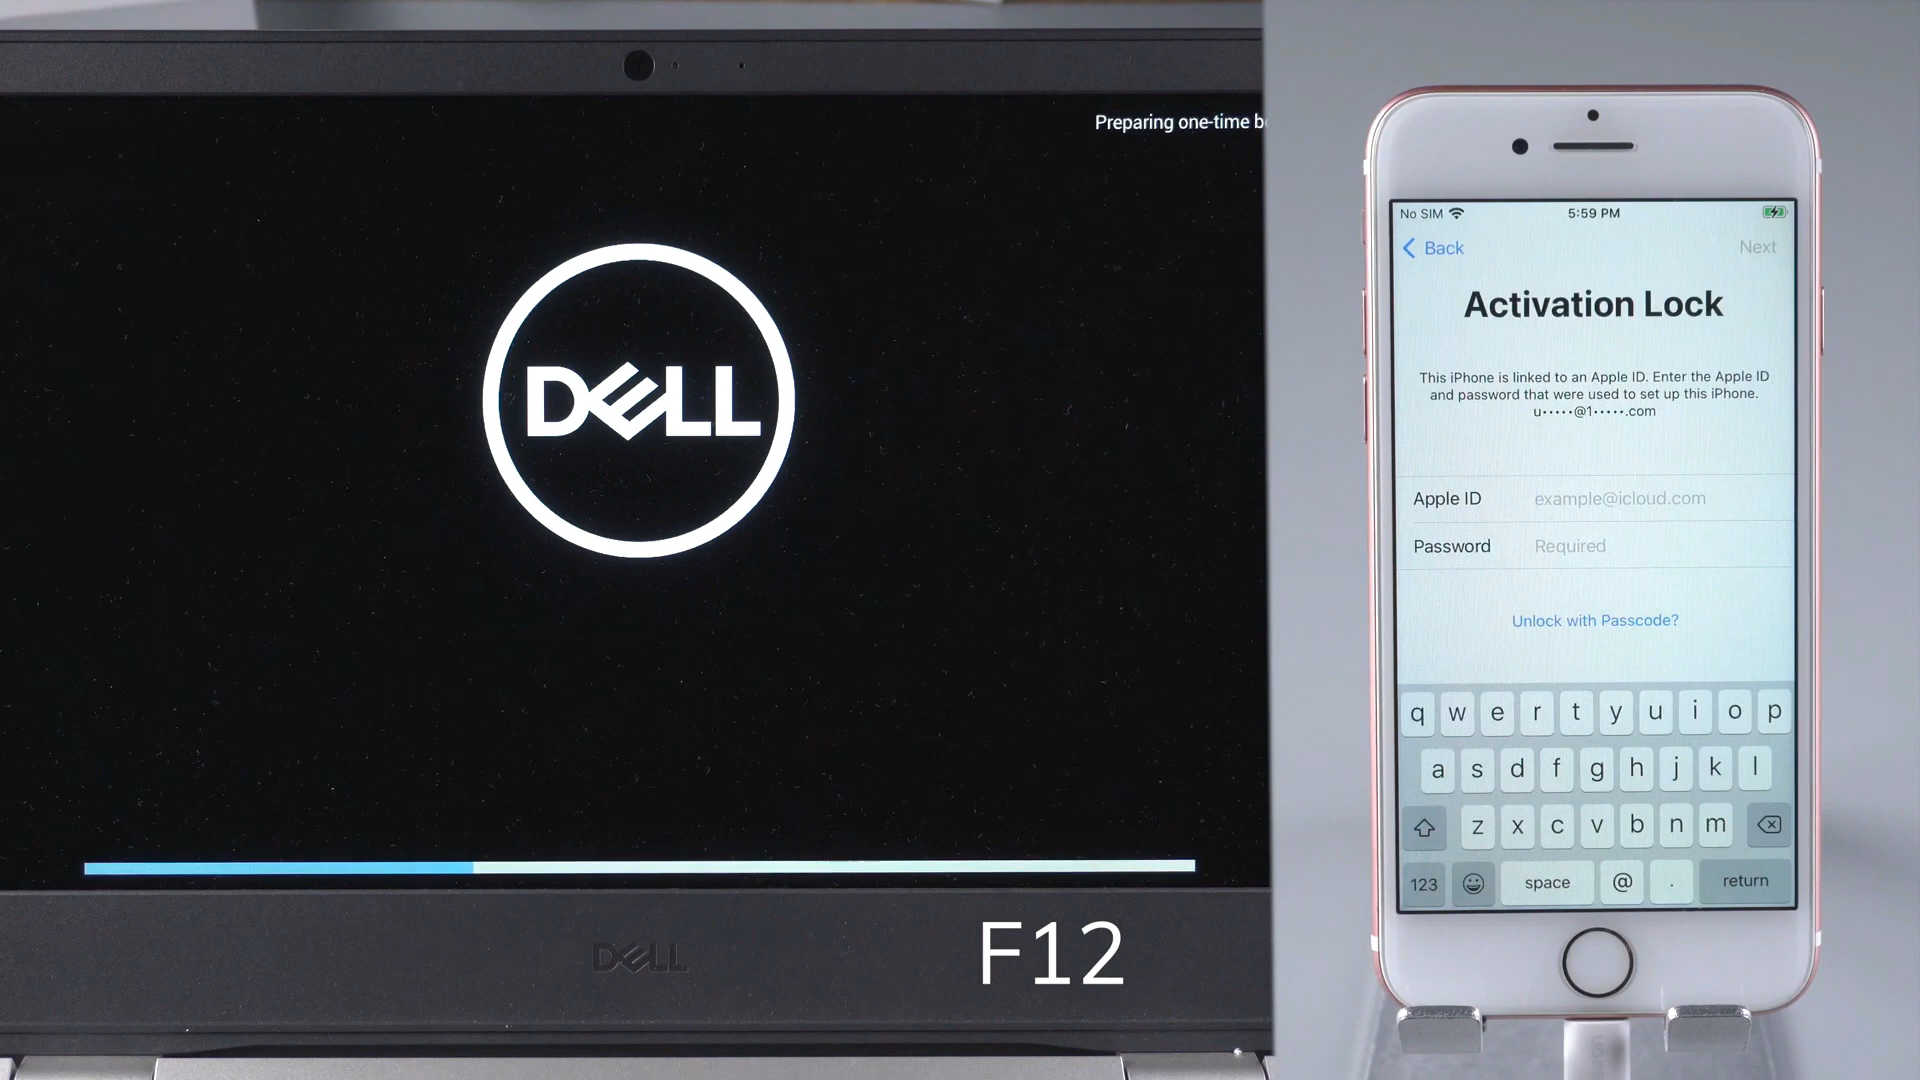 Preparing one-time
DELL
DELL
F12
No SIM
5:59 PM
Back
Next
Activation Lock
This iPhone is linked to an Apple ID. Enter the Apple ID
and password that were used to set up this iPhone.
u•••••@1•••••.com
Apple ID example@icloud.com
Password Required
Unlock with Passcode?
q w e r t y u i o p
a s d f g h j k l
z x c v b n m
123 space @ . return